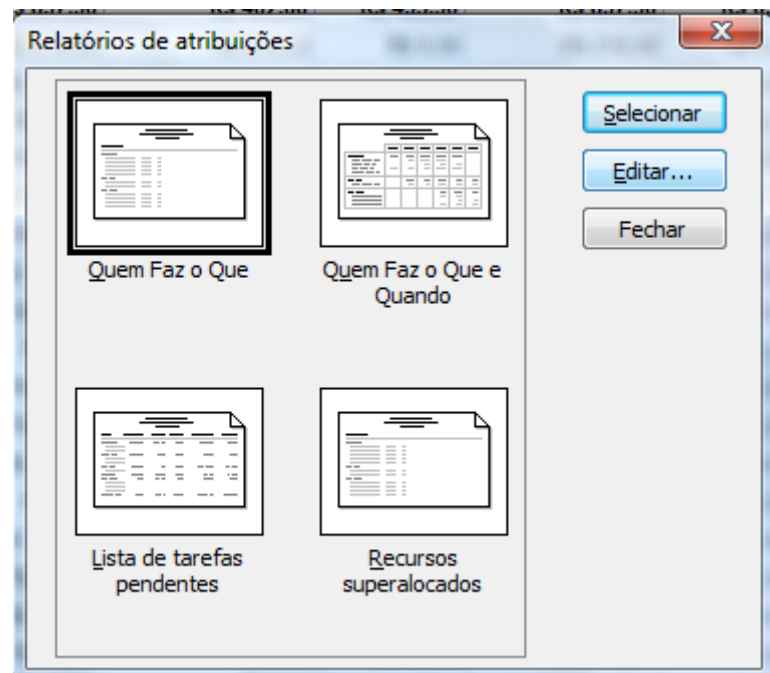 Relatórios de atribuições
Selecionar
Editar...
Fechar
Quem Faz o Que
Quem Faz o Que e
Quando
Lista de tarefas
pendentes
Recursos
superalocados